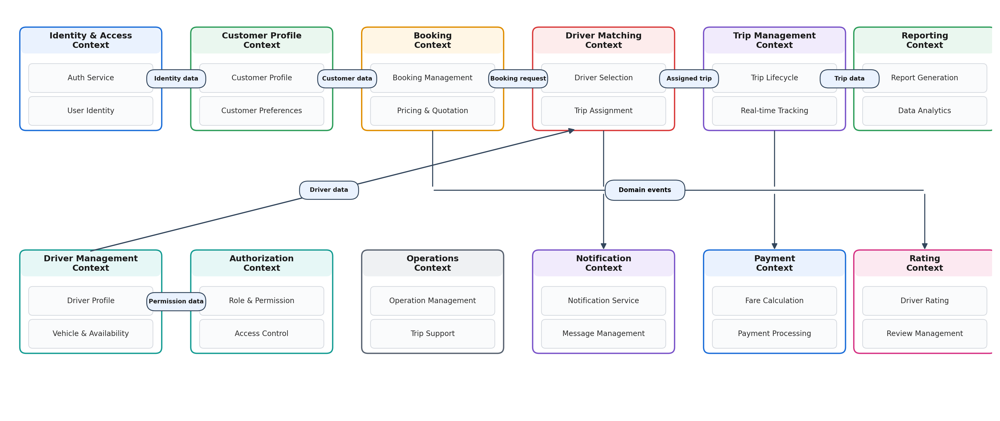 Identity & Access
Context
Customer Profile
Context
Booking
Context
Driver Matching
Context
Trip Management
Context
Reporting
Context
Auth Service
Identity data
Customer Profile
Customer data
Booking Management
Booking request
Driver Selection
Assigned trip
Trip Lifecycle
Trip data
Report Generation
User Identity
Customer Preferences
Pricing & Quotation
Trip Assignment
Real-time Tracking
Data Analytics
Driver data
Domain events
Driver Management
Context
Authorization
Context
Operations
Context
Notification
Context
Payment
Context
Rating
Context
Driver Profile
Permission data
Role & Permission
Operation Management
Notification Service
Fare Calculation
Driver Rating
Vehicle & Availability
Access Control
Trip Support
Message Management
Payment Processing
Review Management